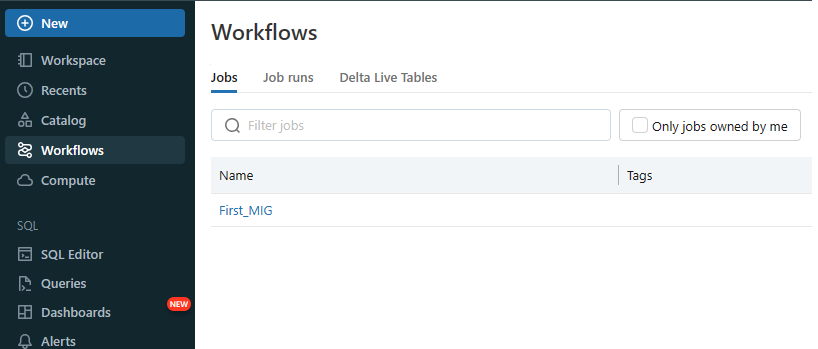 New
Workspace
Recents
Catalog
Workflows
Compute
SQL
SQL Editor
Queries
Dashboards
NEW
Alerts
Workflows
Jobs Job runs Delta Live Tables
Filter jobs
Only jobs owned by me
Name Tags
First_MIG